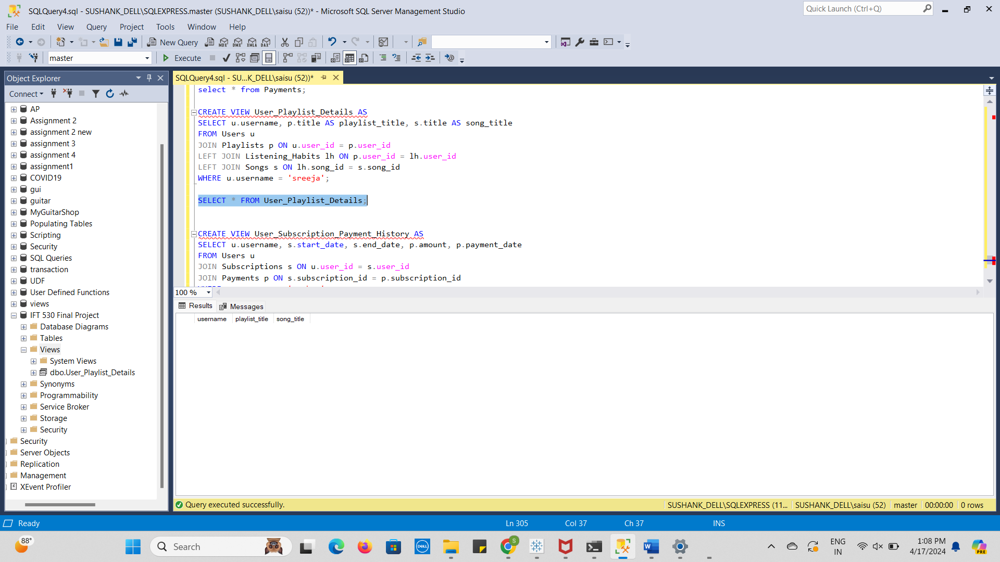 SQLQuery4.sql - SUSHANK_DELL\SQLEXPRESS.master (SUSHANK_DELL\saisu (52))* - Microsoft SQL Server Management Studio
Quick Launch (Ctrl+Q)
File Edit View Query Project Tools Window Help
New Query MDX DMX XMLA DAX
master Execute
Object Explorer
SQLQuery4.sql - SU...K_DELL\saisu (52))*
Connect
AP
Assignment 2
assignment 2 new
assignment 3
assignment 4
assignment1
COVID19
gui
guitar
MyGuitarShop
Populating Tables
Scripting
Security
SQL Queries
transaction
UDF
User Defined Functions
views
IFT 530 Final Project
Database Diagrams
Tables
Views
System Views
dbo.User_Playlist_Details
Synonyms
Programmability
Service Broker
Storage
Security
Security
Server Objects
Replication
Management
XEvent Profiler
select * from Payments;
CREATE VIEW User_Playlist_Details AS
SELECT u.username, p.title AS playlist_title, s.title AS song_title
FROM Users u
JOIN Playlists p ON u.user_id = p.user_id
LEFT JOIN Listening_Habits lh ON p.user_id = lh.user_id
LEFT JOIN Songs s ON lh.song_id = s.song_id
WHERE u.username = 'sreeja';
SELECT * FROM User_Playlist_Details;
CREATE VIEW User_Subscription_Payment_History AS
SELECT u.username, s.start_date, s.end_date, p.amount, p.payment_date
FROM Users u
JOIN Subscriptions s ON u.user_id = s.user_id
JOIN Payments p ON s.subscription_id = p.subscription_id
100 %
Results Messages
username playlist_title song_title
Query executed successfully.
SUSHANK_DELL\SQLEXPRESS (11... SUSHANK_DELL\saisu (52) master 00:00:00 0 rows
Ready Ln 305 Col 37 Ch 37 INS
88°
Search
DELL
S
W
ENG
IN
1:08 PM
4/17/2024
PRE